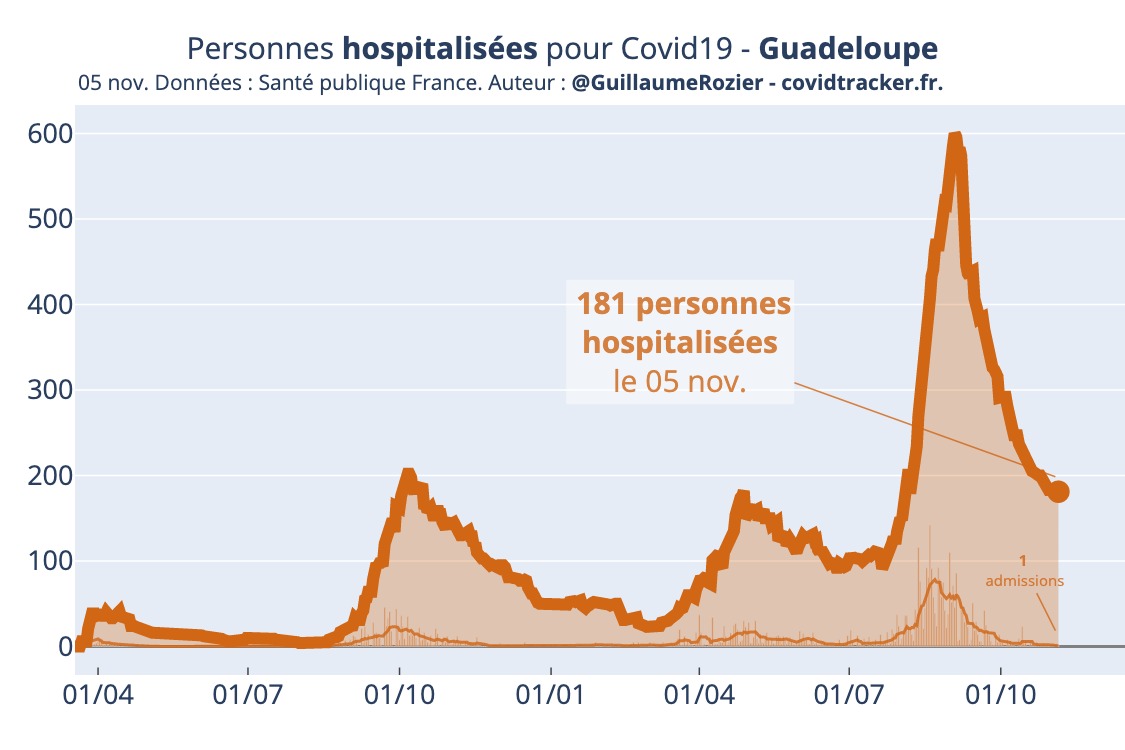 Personnes hospitalisées pour Covid19 - Guadeloupe
05 nov. Données : Santé publique France. Auteur : @GuillaumeRozier - covidtracker.fr.
600
500
400
300
200
100
0
181 personnes
hospitalisées
le 05 nov.
1
admissions
01/04
01/07
01/10
01/01
01/04
01/07
01/10